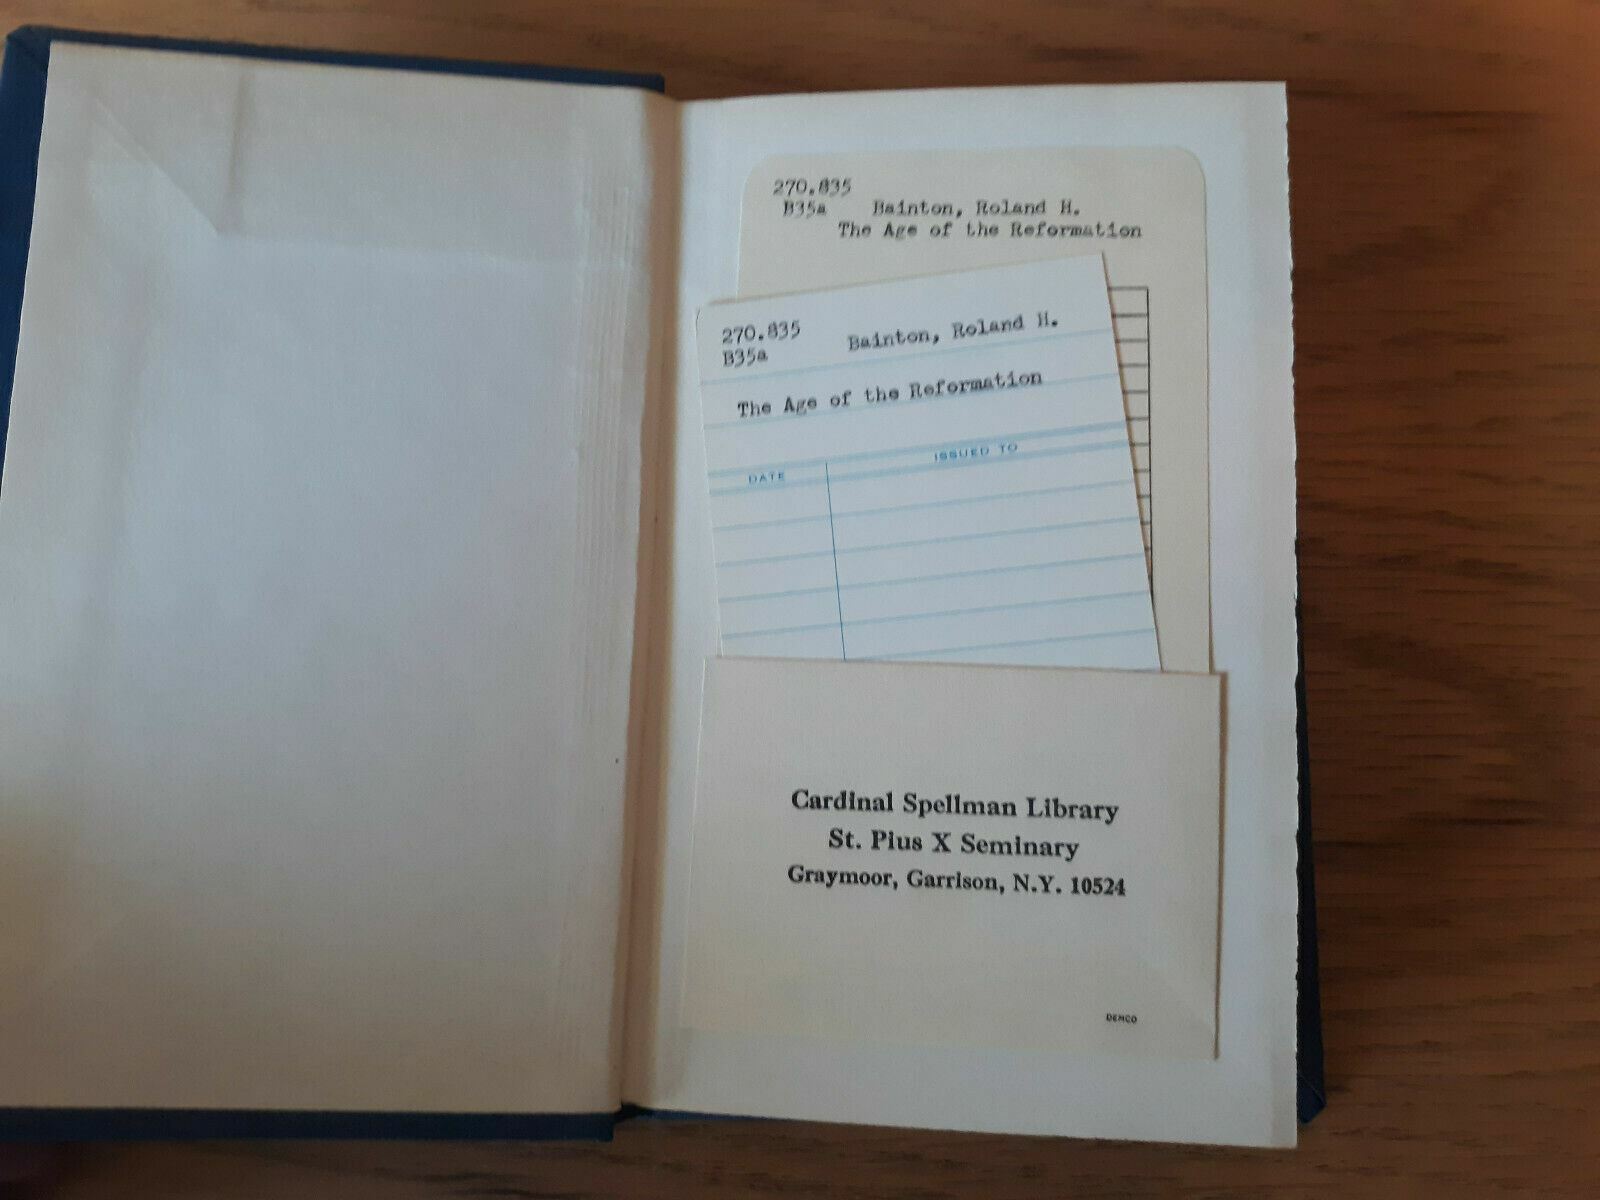 270.835
B35a Bainton, Roland H.
The Age of the Reformation
270.835
B35a Bainton, Roland H.
The Age of the Reformation
DATE ISSUED TO
Cardinal Spellman Library
St. Pius X Seminary
Graymoor, Garrison, N.Y. 10524
DEMCO